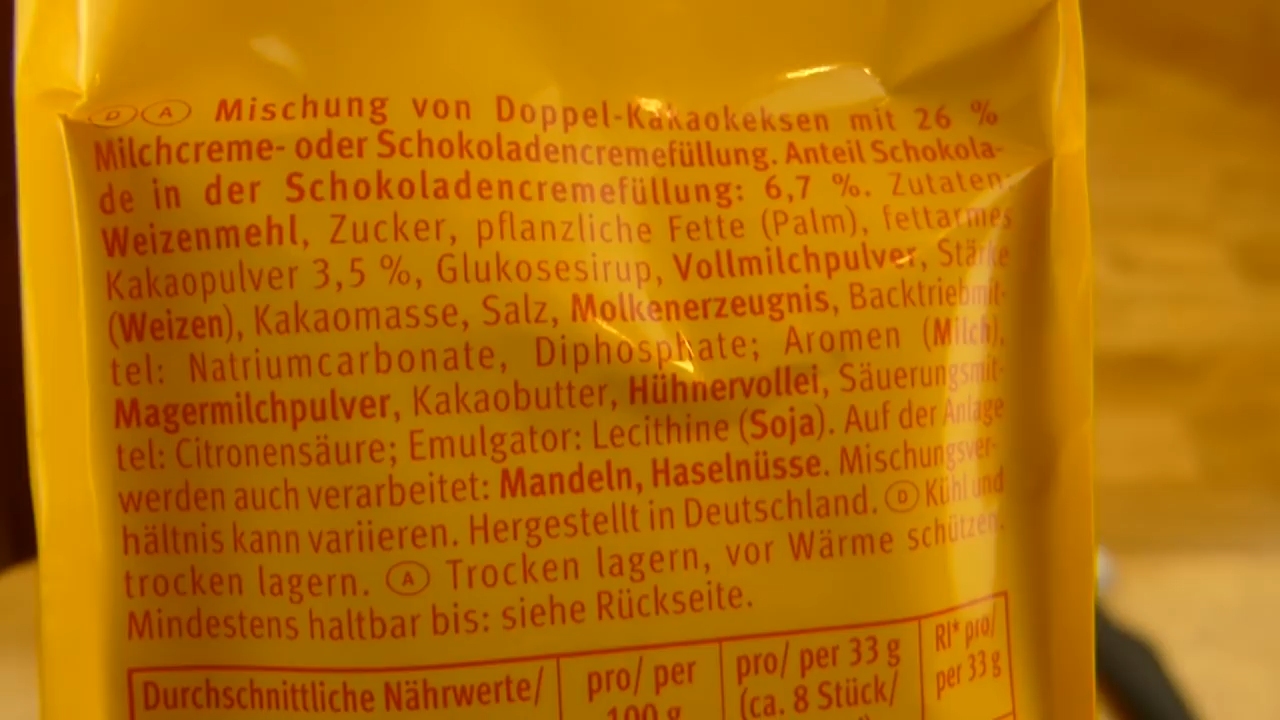 D A Mischung von Doppel-Kakaokeksen mit 26 %
Milchcreme- oder Schokoladencremefüllung. Anteil Schokola-
de in der Schokoladencremefüllung: 6,7 %. Zutaten:
Weizenmehl, Zucker, pflanzliche Fette (Palm), fettarmes
Kakaopulver 3,5 %, Glukosesirup, Vollmilchpulver, Stärke
(Weizen), Kakaomasse, Salz, Molkenerzeugnis, Backtriebmit-
tel: Natriumcarbonate, Diphosphate; Aromen (Milch),
Magermilchpulver, Kakaobutter, Hühnervollei, Säuerungsmit-
tel: Citronensäure; Emulgator: Lecithine (Soja). Auf der Anlage
werden auch verarbeitet: Mandeln, Haselnüsse. Mischungsver-
hältnis kann variieren. Hergestellt in Deutschland. D Kühl und
trocken lagern. A Trocken lagern, vor Wärme schützen.
Mindestens haltbar bis: siehe Rückseite.
Durchschnittliche Nährwerte/ pro/ per pro/ per 33 g RI* pro/
100 g (ca. 8 Stück/ per 33 g